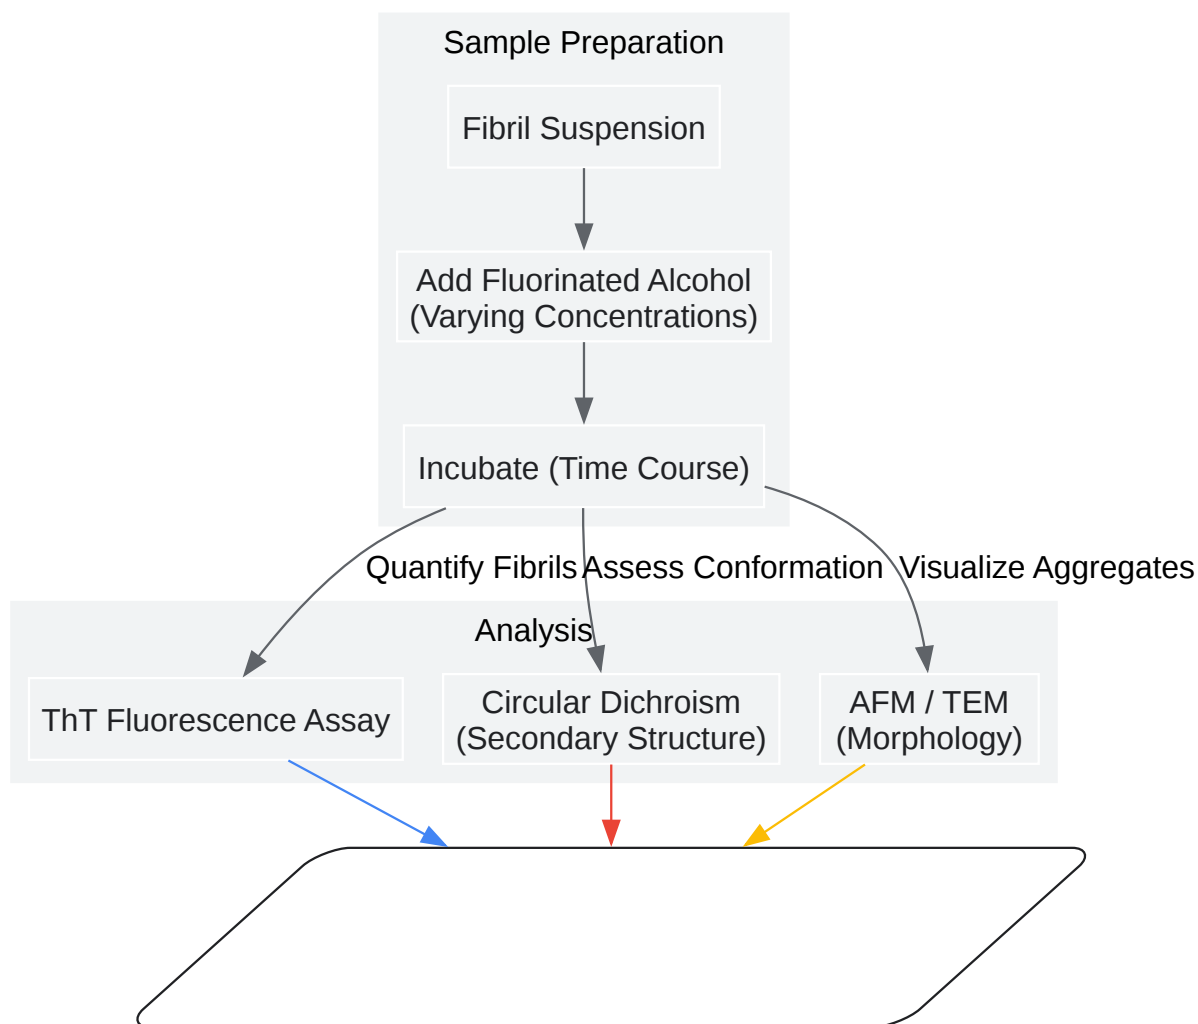 Sample Preparation
Fibril Suspension
Add Fluorinated Alcohol
(Varying Concentrations)
Incubate (Time Course)
Quantify Fibrils
Assess Conformation
Visualize Aggregates
Analysis
ThT Fluorescence Assay
Circular Dichroism
(Secondary Structure)
AFM / TEM
(Morphology)